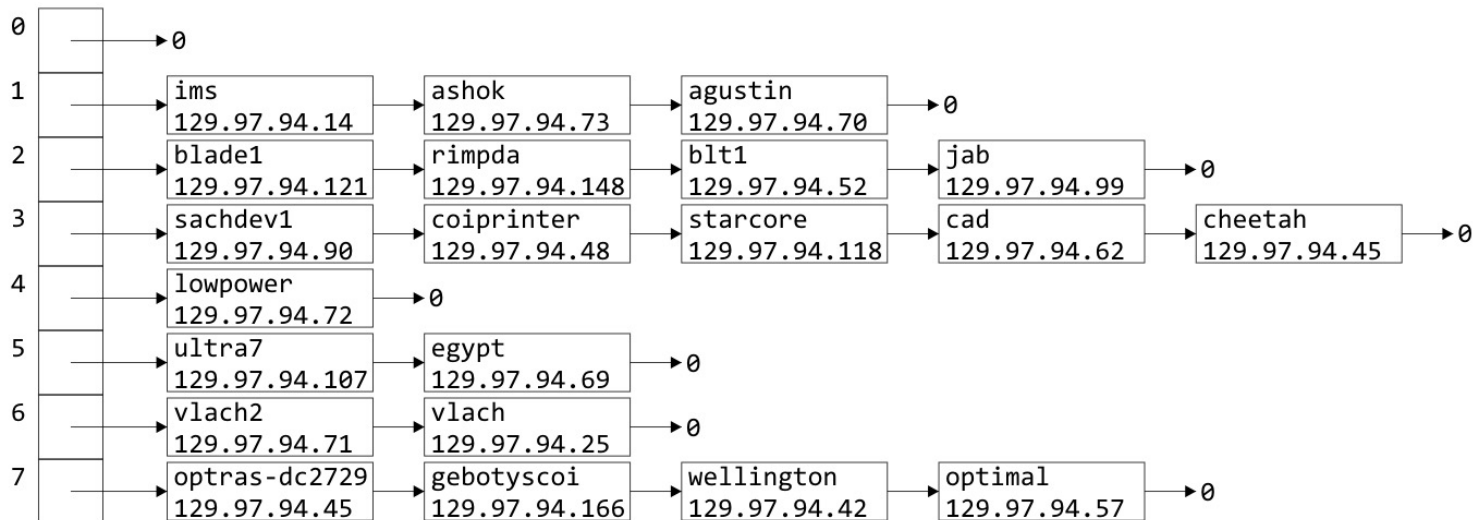 0
0
1
ims
129.97.94.14
ashok
129.97.94.73
agustin
129.97.94.70
0
2
blade1
129.97.94.121
rimpda
129.97.94.148
blt1
129.97.94.52
jab
129.97.94.99
0
3
sachdev1
129.97.94.90
coiprinter
129.97.94.48
starcore
129.97.94.118
cad
129.97.94.62
cheetah
129.97.94.45
0
4
lowpower
129.97.94.72
0
5
ultra7
129.97.94.107
egypt
129.97.94.69
0
6
vlach2
129.97.94.71
vlach
129.97.94.25
0
7
optras-dc2729
129.97.94.45
gebotyscoi
129.97.94.166
wellington
129.97.94.42
optimal
129.97.94.57
0